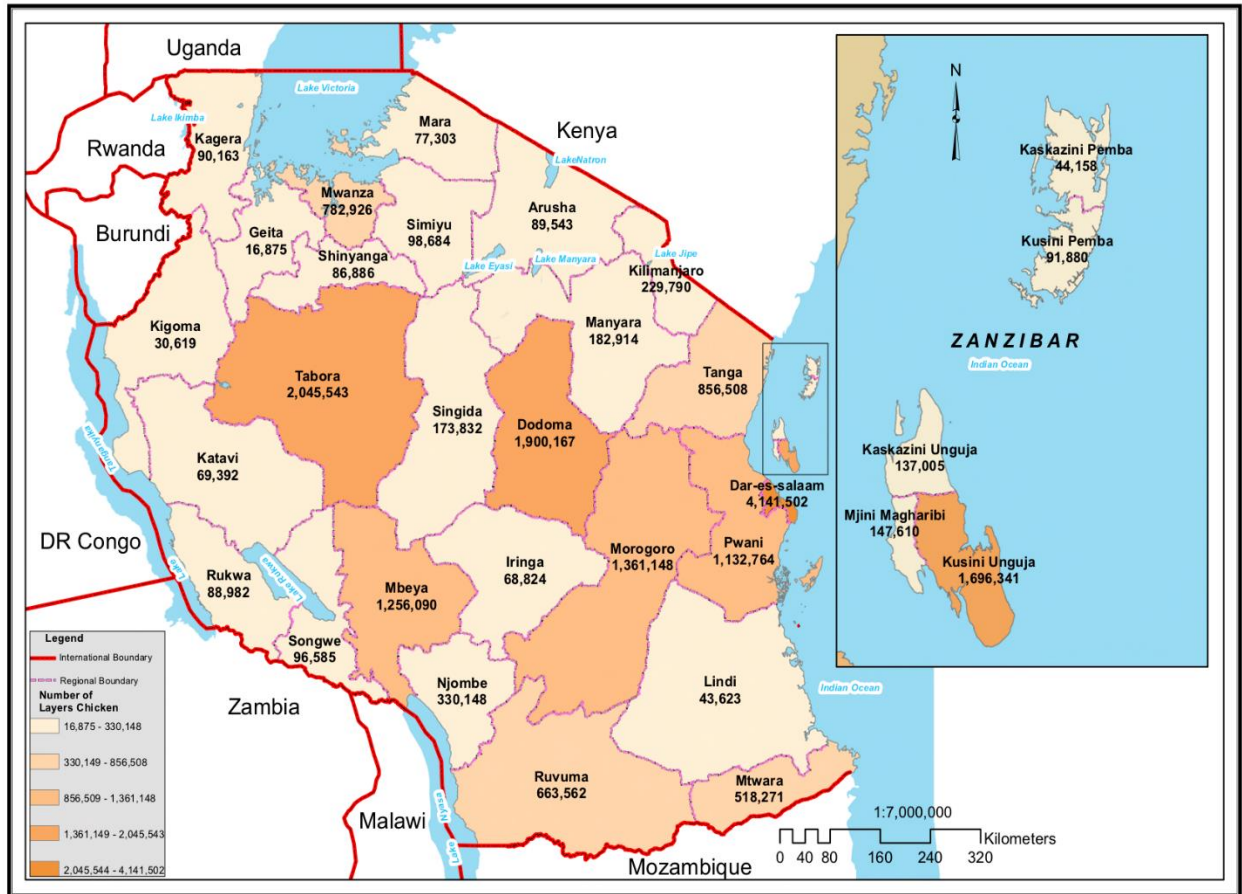 Uganda
Lake Victoria
Lake Ikimba
Kagera
90,163
Mara
77,303
Kenya
Rwanda
LakeNatron
Mwanza
782,926
Burundi
Geita
16,875
Simiyu
98,684
Arusha
89,543
Shinyanga
86,886
Lake Eyasi
Lake Manyara
Lake Jipe
Kilimanjaro
229,790
Kigoma
30,619
Manyara
182,914
Tabora
2,045,543
Tanga
856,508
Singida
173,832
Dodoma
1,900,167
Katavi
69,392
Lake
Tanganyika
Dar-es-salaam
4,141,502
DR Congo
Rukwa
88,982
Lake Rukwa
Mbeya
1,256,090
Iringa
68,824
Morogoro
1,361,148
Pwani
1,132,764
Songwe
96,585
Njombe
330,148
Lindi
43,623
Indian Ocean
Zambia
Ruvuma
663,562
Mtwara
518,271
Malawi
Lake
Nyasa
Mozambique
N
Kaskazini Pemba
44,158
Kusini Pemba
91,880
ZANZIBAR
Indian Ocean
Kaskazini Unguja
137,005
Mjini Magharibi
147,610
Kusini Unguja
1,696,341
Legend
International Boundary
Regional Boundary
Number of
Layers Chicken
16,875 - 330,148
330,149 - 856,508
856,509 - 1,361,148
1,361,149 - 2,045,543
2,045,544 - 4,141,502
1:7,000,000
Kilometers
0 40 80 160 240 320